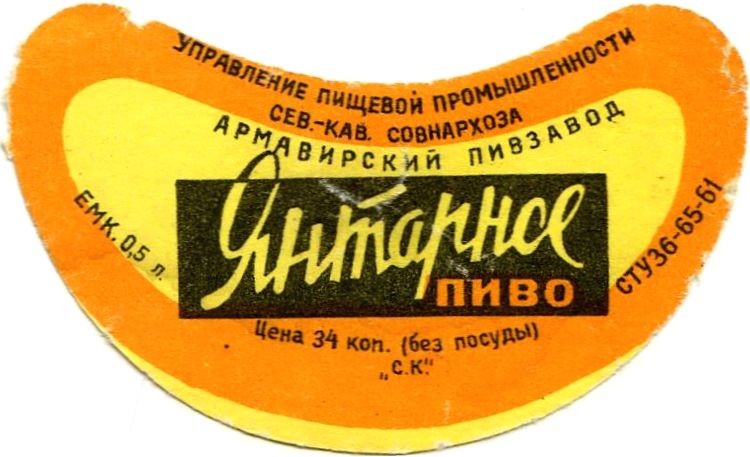 УПРАВЛЕНИЕ ПИЩЕВОЙ ПРОМЫШЛЕННОСТИ
СЕВ.-КАВ. СОВНАРХОЗА
АРМАВИРСКИЙ ПИВЗАВОД
ЕМК. 0,5 л.
Янтарное
ПИВО
СТУ36-65-61
Цена 34 коп. (без посуды)
„С.К."